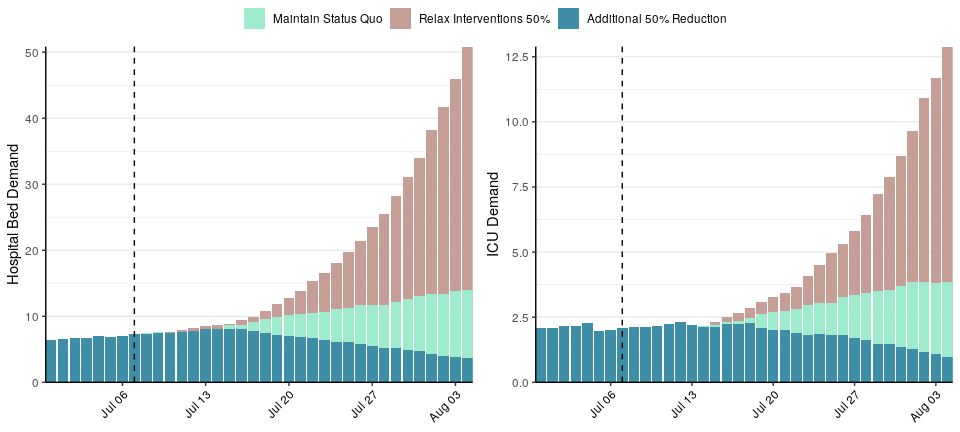 Maintain Status Quo Relax Interventions 50% Additional 50% Reduction
Hospital Bed Demand
50
40
30
20
10
0
Jul 06 Jul 13 Jul 20 Jul 27 Aug 03
ICU Demand
12.5
10.0
7.5
5.0
2.5
0.0
Jul 06 Jul 13 Jul 20 Jul 27 Aug 03